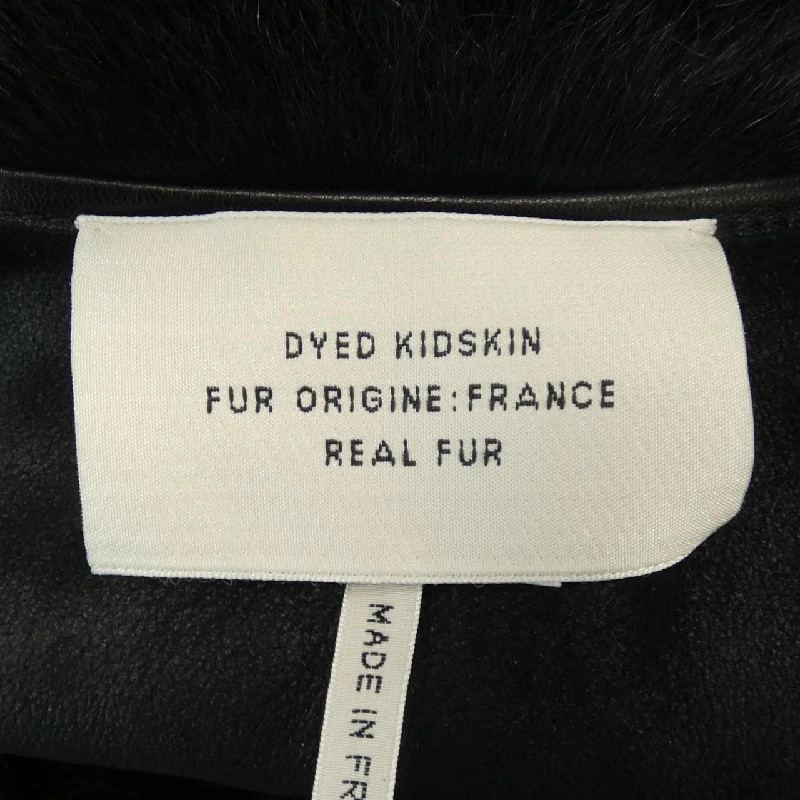 DYED KIDSKIN
FUR ORIGINE:FRANCE
REAL FUR
MADE IN FR